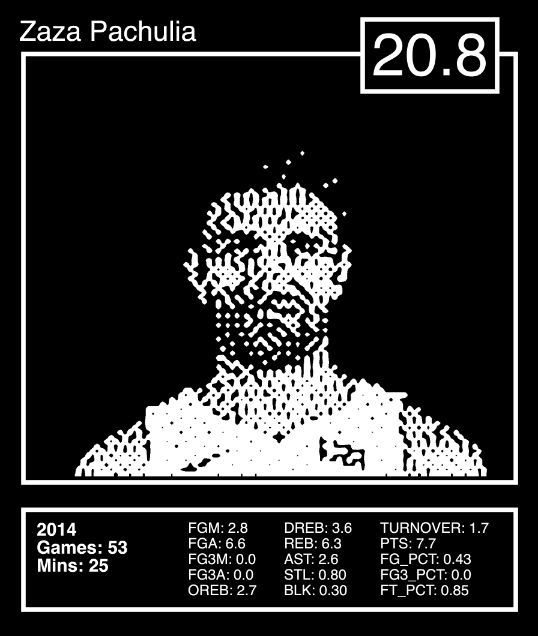 Zaza Pachulia
20.8
2014
Games: 53
Mins: 25
FGM: 2.8
FGA: 6.6
FG3M: 0.0
FG3A: 0.0
OREB: 2.7
DREB: 3.6
REB: 6.3
AST: 2.6
STL: 0.80
BLK: 0.30
TURNOVER: 1.7
PTS: 7.7
FG_PCT: 0.43
FG3_PCT: 0.0
FT_PCT: 0.85